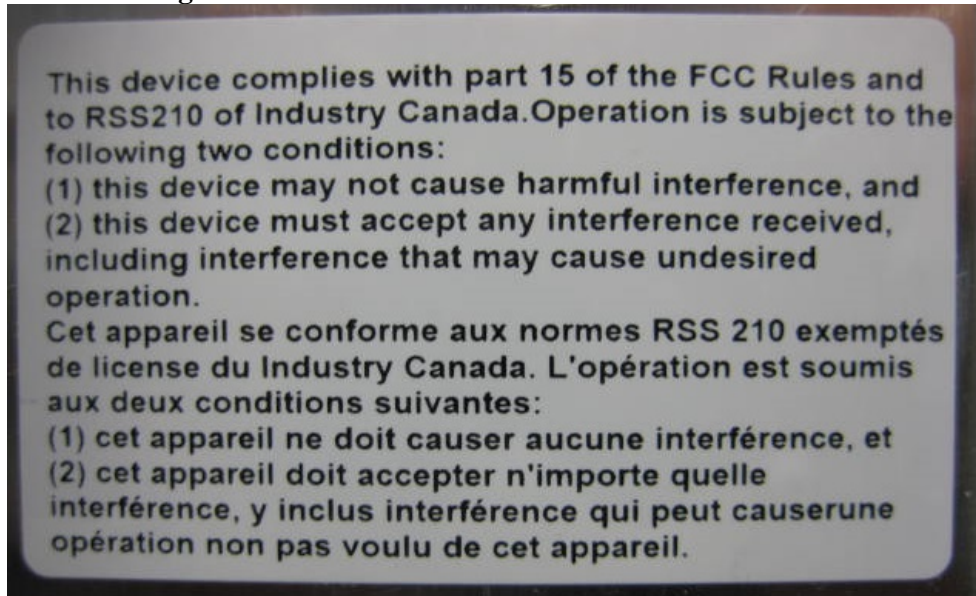 This device complies with part 15 of the FCC Rules and
to RSS210 of Industry Canada.Operation is subject to the
following two conditions:
(1) this device may not cause harmful interference, and
(2) this device must accept any interference received,
including interference that may cause undesired
operation.
Cet appareil se conforme aux normes RSS 210 exemptés
de license du Industry Canada. L'opération est soumis
aux deux conditions suivantes:
(1) cet appareil ne doit causer aucune interférence, et
(2) cet appareil doit accepter n'importe quelle
interférence, y inclus interférence qui peut causerune
opération non pas voulu de cet appareil.